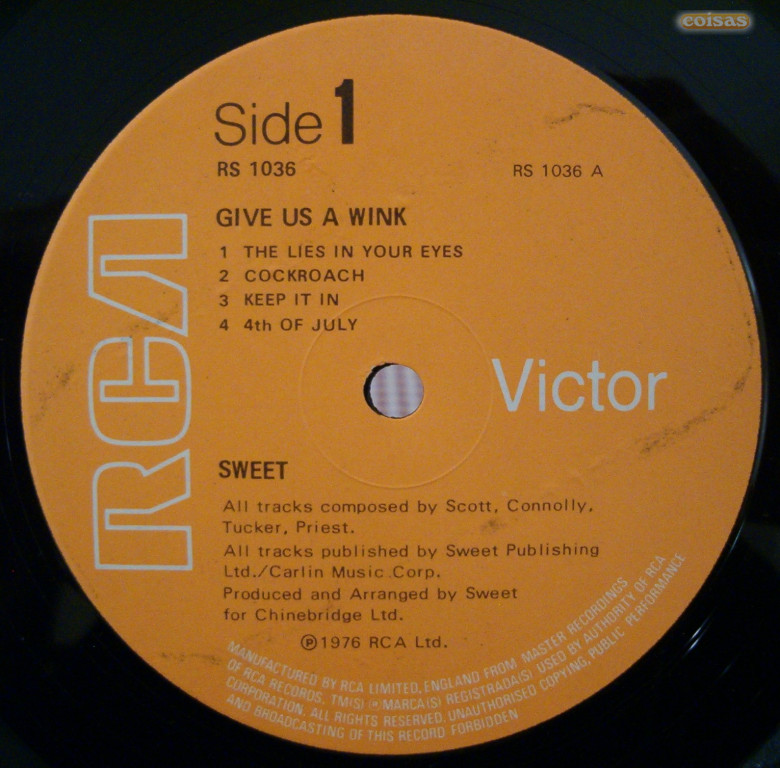 eoisas
Side 1
RS 1036
RS 1036 A
GIVE US A WINK
1 THE LIES IN YOUR EYES
2 COCKROACH
3 KEEP IT IN
4 4th OF JULY
RCA
Victor
SWEET
All tracks composed by Scott, Connolly,
Tucker, Priest.
All tracks published by Sweet Publishing
Ltd./Carlin Music Corp.
Produced and Arranged by Sweet
for Chinebridge Ltd.
Ⓟ1976 RCA Ltd.
MANUFACTURED BY RCA LIMITED, ENGLAND FROM MASTER RECORDINGS
OF RCA RECORDS. TM(S) ® MARCA(S) REGISTRADA(S) USED BY AUTHORITY OF RCA
CORPORATION. ALL RIGHTS RESERVED. UNAUTHORISED COPYING, PUBLIC PERFORMANCE
AND BROADCASTING OF THIS RECORD FORBIDDEN